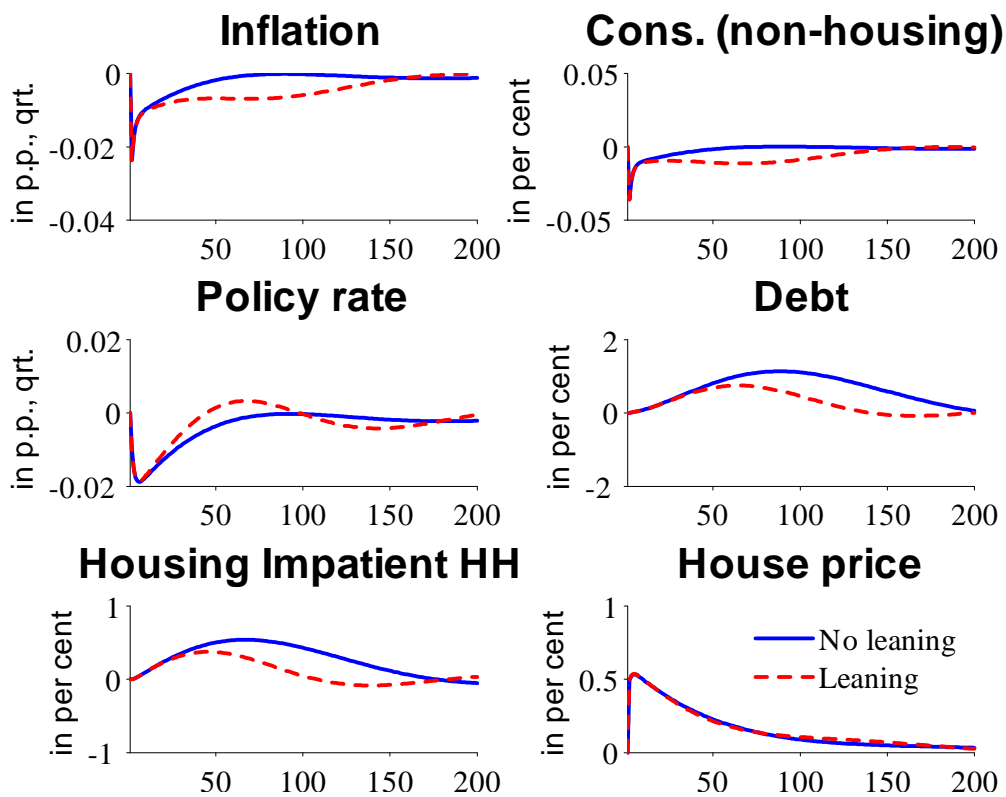 Inflation
Cons. (non-housing)
in p.p., qrt.
0
-0.02
-0.04
50 100 150 200
in per cent
0.05
0
-0.05
50 100 150 200
Policy rate
Debt
in p.p., qrt.
0.02
0
-0.02
50 100 150 200
in per cent
2
0
-2
50 100 150 200
Housing Impatient HH
House price
in per cent
1
0
-1
50 100 150 200
in per cent
1
0.5
0
No leaning
Leaning
50 100 150 200